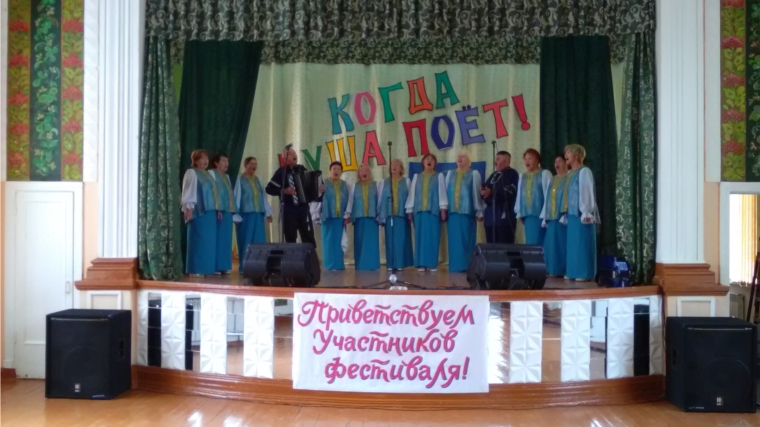 КОГДА
ДУША ПОЁТ!
Приветствуем
Участников
фестиваля!